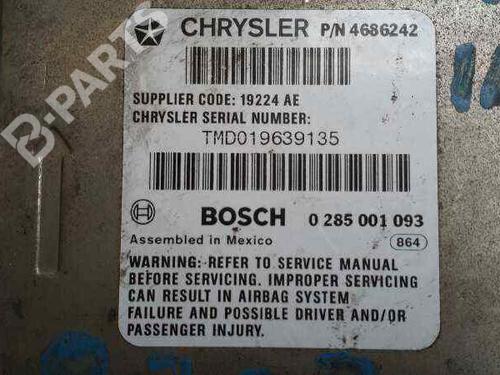 CHRYSLER P/N 4686242
SUPPLIER CODE: 19224 AE
CHRYSLER SERIAL NUMBER:
TMD019639135
BOSCH 0 285 001 093
Assembled in Mexico 864
WARNING: REFER TO SERVICE MANUAL
BEFORE SERVICING. IMPROPER SERVICING
CAN RESULT IN AIRBAG SYSTEM
FAILURE AND POSSIBLE DRIVER AND/OR
PASSENGER INJURY.